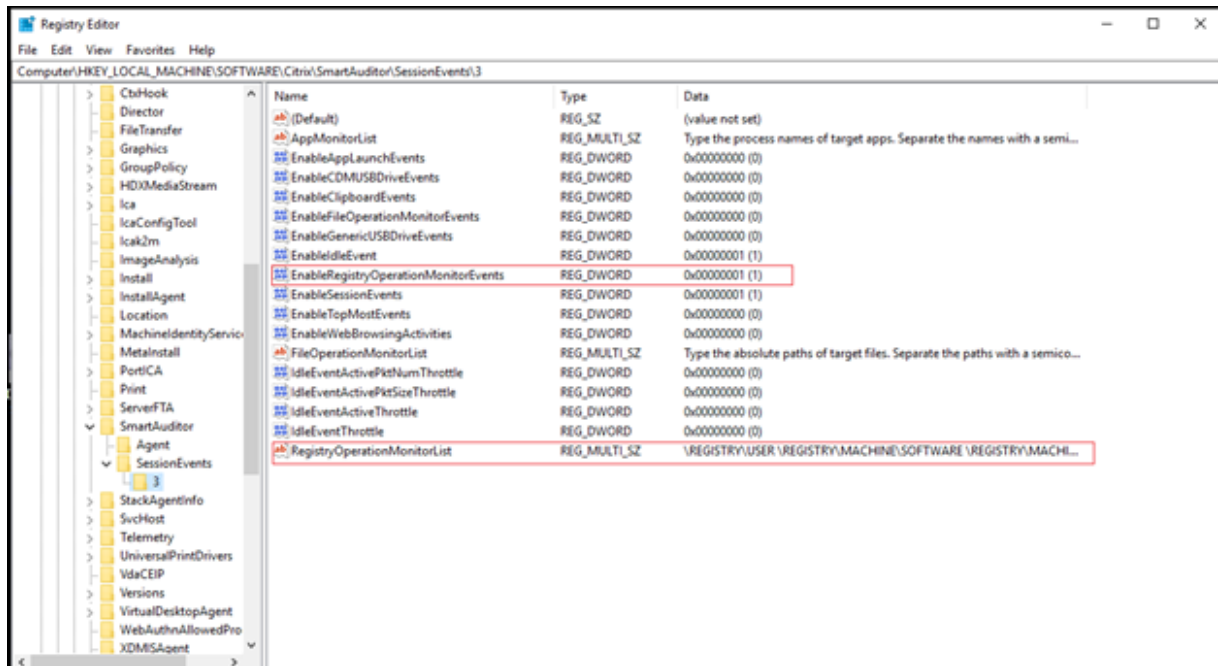 Registry Editor
File Edit View Favorites Help
Computer\HKEY_LOCAL_MACHINE\SOFTWARE\Citrix\SmartAuditor\SessionEvents\3
CtxHook
Director
FileTransfer
Graphics
GroupPolicy
HDXMediaStream
Ica
IcaConfigTool
Icak2m
ImageAnalysis
Install
InstallAgent
Location
MachineIdentityServic
MetaInstall
PortICA
Print
ServerFTA
SmartAuditor
Agent
SessionEvents
3
StackAgentInfo
SvcHost
Telemetry
UniversalPrintDrivers
VdaCEIP
Versions
VirtualDesktopAgent
WebAuthnAllowedPro
XDMISAgent
Name Type Data
(Default) REG_SZ (value not set)
AppMonitorList REG_MULTI_SZ Type the process names of target apps. Separate the names with a semi...
EnableAppLaunchEvents REG_DWORD 0x00000000 (0)
EnableCDMUSBDriveEvents REG_DWORD 0x00000000 (0)
EnableClipboardEvents REG_DWORD 0x00000000 (0)
EnableFileOperationMonitorEvents REG_DWORD 0x00000000 (0)
EnableGenericUSBDriveEvents REG_DWORD 0x00000000 (0)
EnableIdleEvent REG_DWORD 0x00000001 (1)
EnableRegistryOperationMonitorEvents REG_DWORD 0x00000001 (1)
EnableSessionEvents REG_DWORD 0x00000001 (1)
EnableTopMostEvents REG_DWORD 0x00000000 (0)
EnableWebBrowsingActivities REG_DWORD 0x00000000 (0)
FileOperationMonitorList REG_MULTI_SZ Type the absolute paths of target files. Separate the paths with a semico...
IdleEventActivePktNumThrottle REG_DWORD 0x00000000 (0)
IdleEventActivePktSizeThrottle REG_DWORD 0x00000000 (0)
IdleEventActiveThrottle REG_DWORD 0x00000000 (0)
IdleEventThrottle REG_DWORD 0x00000000 (0)
RegistryOperationMonitorList REG_MULTI_SZ \REGISTRY\USER \REGISTRY\MACHINE\SOFTWARE \REGISTRY\MACHI...